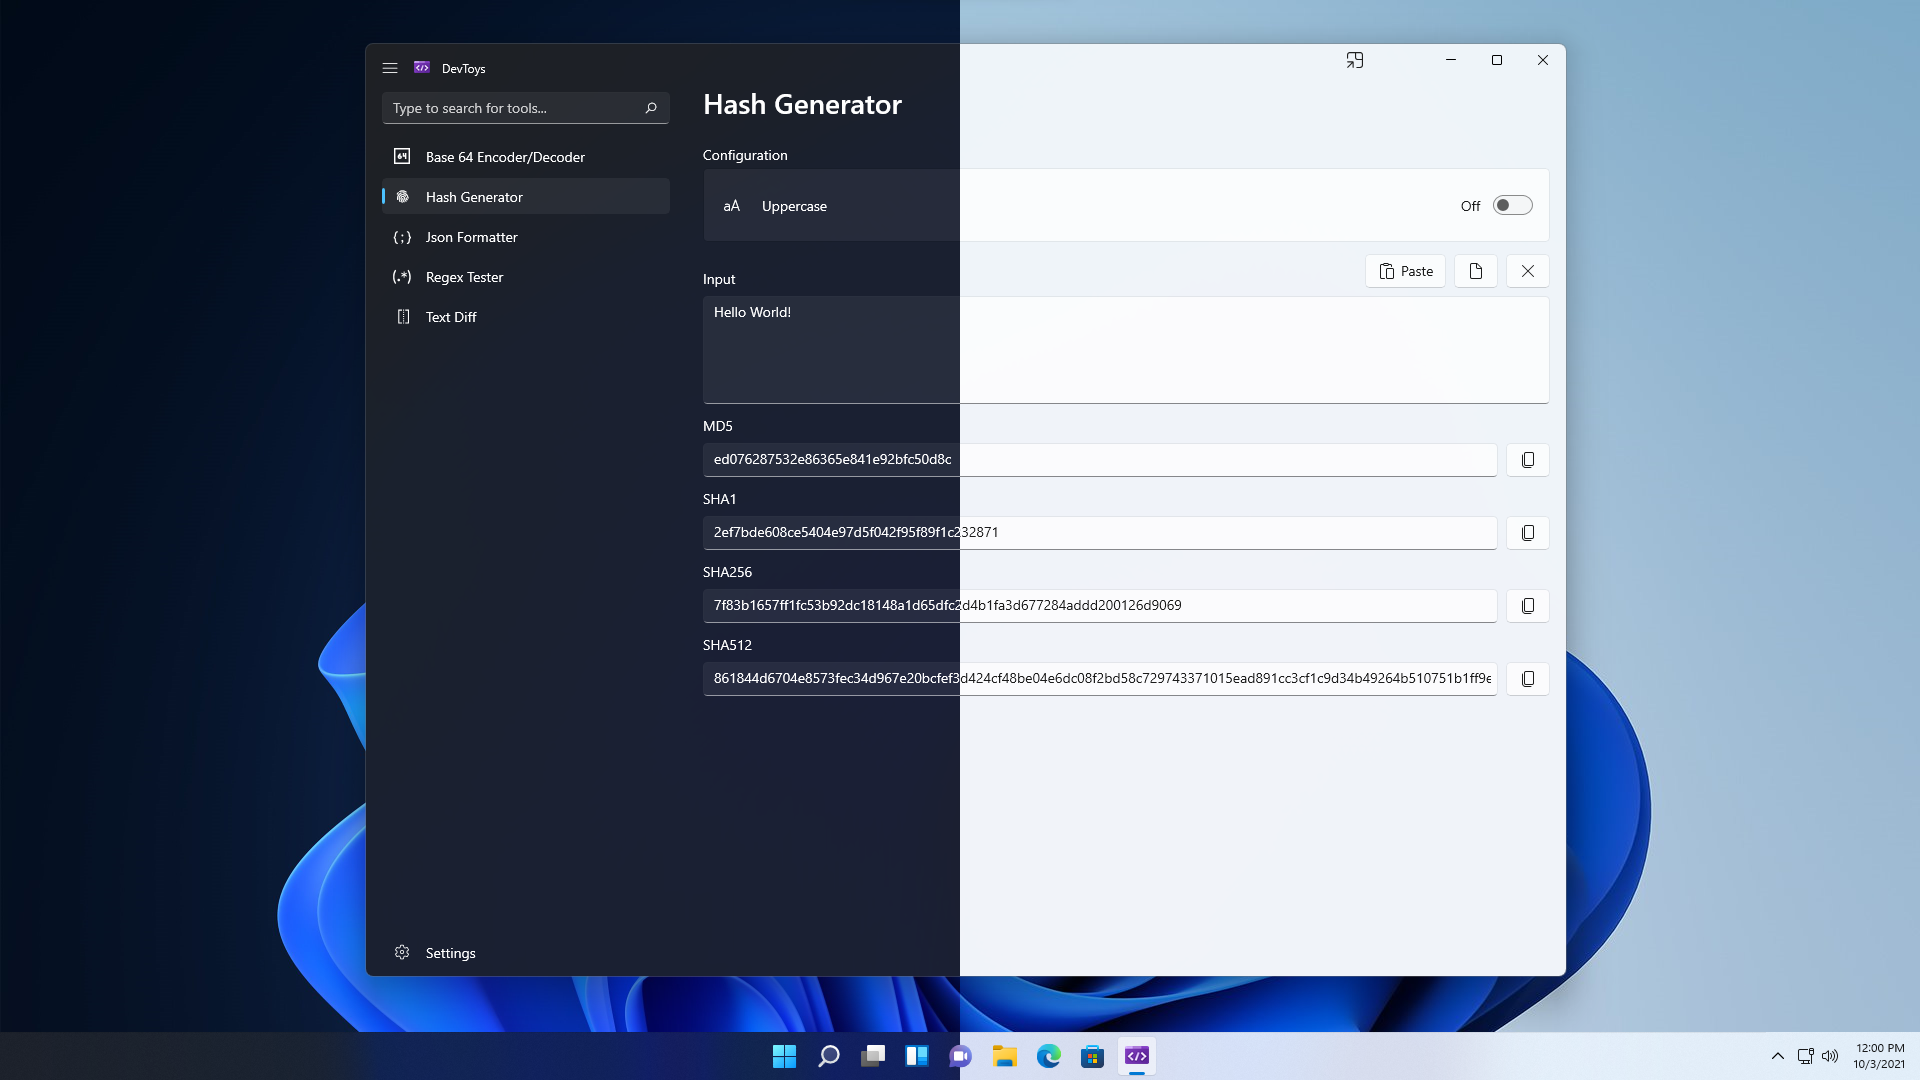 DevToys
Type to search for tools...
Base 64 Encoder/Decoder
Hash Generator
Json Formatter
Regex Tester
Text Diff
Settings
Hash Generator
Configuration
aA Uppercase Off
Input Paste
Hello World!
MD5
ed076287532e86365e841e92bfc50d8c
SHA1
2ef7bde608ce5404e97d5f042f95f89f1c232871
SHA256
7f83b1657ff1fc53b92dc18148a1d65dfc2d4b1fa3d677284addd200126d9069
SHA512
861844d6704e8573fec34d967e20bcfef3d424cf48be04e6dc08f2bd58c729743371015ead891cc3cf1c9d34b49264b510751b1ff9e
12:00 PM
10/3/2021